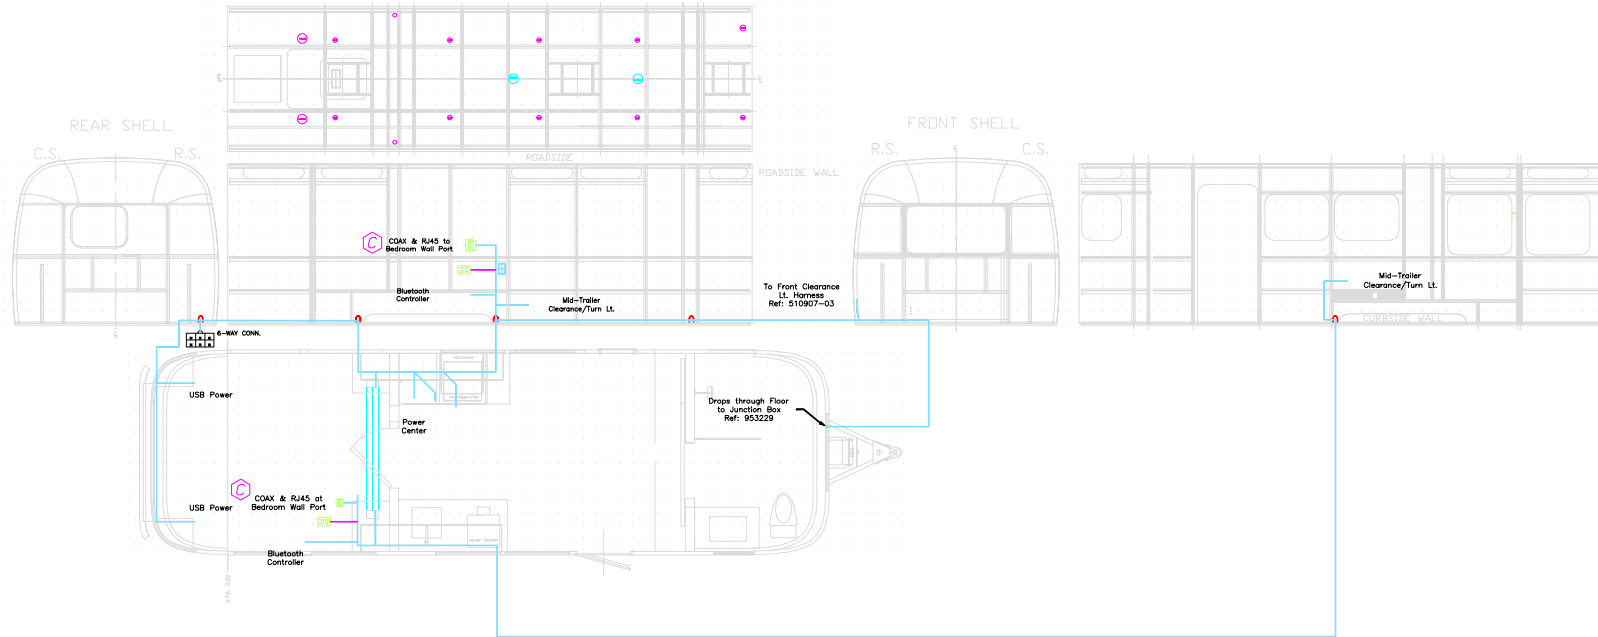 REAR SHELL
FRONT SHELL
C.S.
R.S.
ROADSIDE
ROADSIDE WALL
R.S.
C.S.
C
COAX & RJ45 to
Bedroom Wall Port
Bluetooth
Controller
Mid-Trailer
Clearance/Turn Lt.
To Front Clearance
Lt. Harness
Ref: 510907-03
Mid-Trailer
Clearance/Turn Lt.
CURBSIDE WALL
6-WAY CONN.
USB Power
Power
Center
Drops through Floor
to Junction Box
Ref: 953229
C
COAX & RJ45 at
Bedroom Wall Port
USB Power
Bluetooth
Controller
STA. 0.00